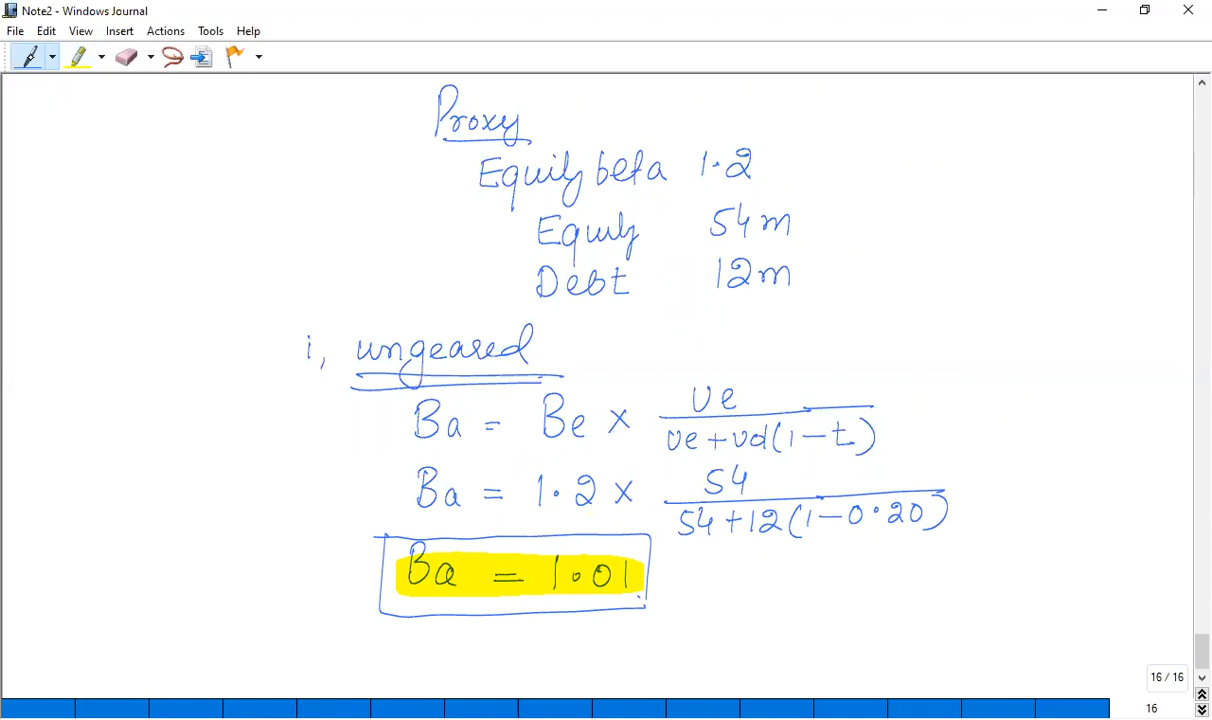 Note2 - Windows Journal
File Edit View Insert Actions Tools Help
Proxy
Equity beta 1.2
Equity 54m
Debt 12m
i, ungeared
Ba = Be × ve / ve+vd(1-t)
Ba = 1.2 × 54 / 54+12(1-0.20)
Ba = 1.01
16 / 16
16